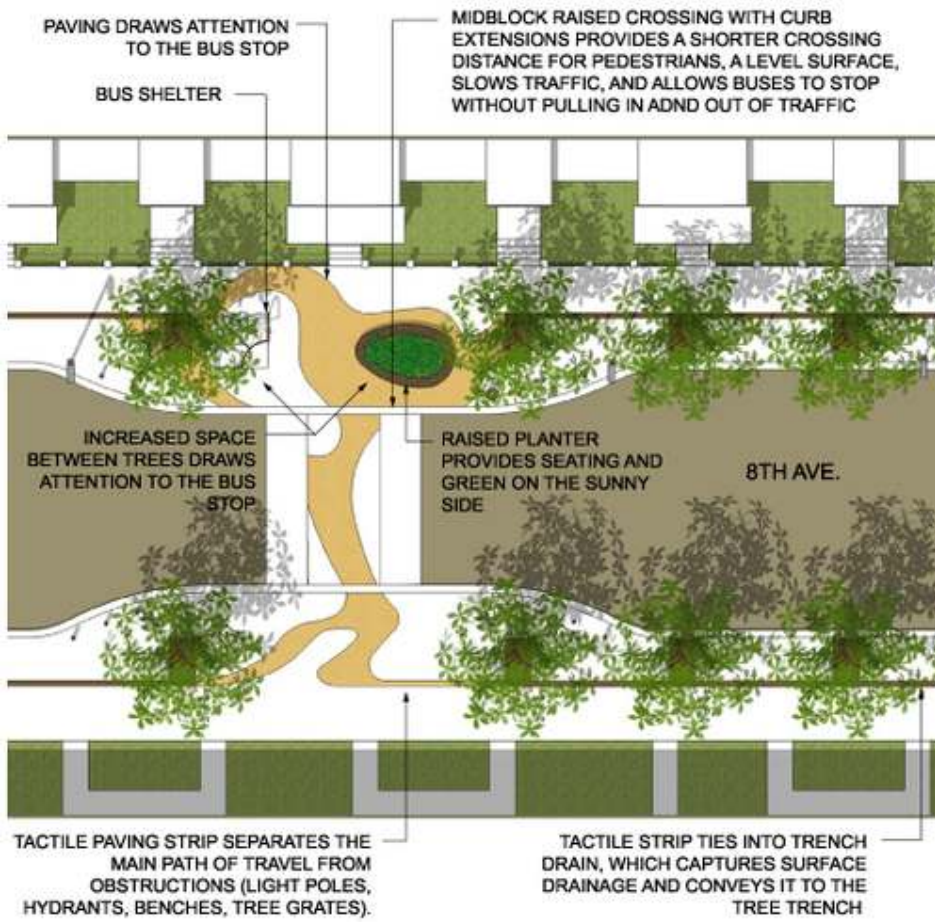 PAVING DRAWS ATTENTION
TO THE BUS STOP
BUS SHELTER
MIDBLOCK RAISED CROSSING WITH CURB
EXTENSIONS PROVIDES A SHORTER CROSSING
DISTANCE FOR PEDESTRIANS, A LEVEL SURFACE,
SLOWS TRAFFIC, AND ALLOWS BUSES TO STOP
WITHOUT PULLING IN ADND OUT OF TRAFFIC
INCREASED SPACE
BETWEEN TREES DRAWS
ATTENTION TO THE BUS
STOP
RAISED PLANTER
PROVIDES SEATING AND
GREEN ON THE SUNNY
SIDE
8TH AVE.
TACTILE PAVING STRIP SEPARATES THE
MAIN PATH OF TRAVEL FROM
OBSTRUCTIONS (LIGHT POLES,
HYDRANTS, BENCHES, TREE GRATES).
TACTILE STRIP TIES INTO TRENCH
DRAIN, WHICH CAPTURES SURFACE
DRAINAGE AND CONVEYS IT TO THE
TREE TRENCH